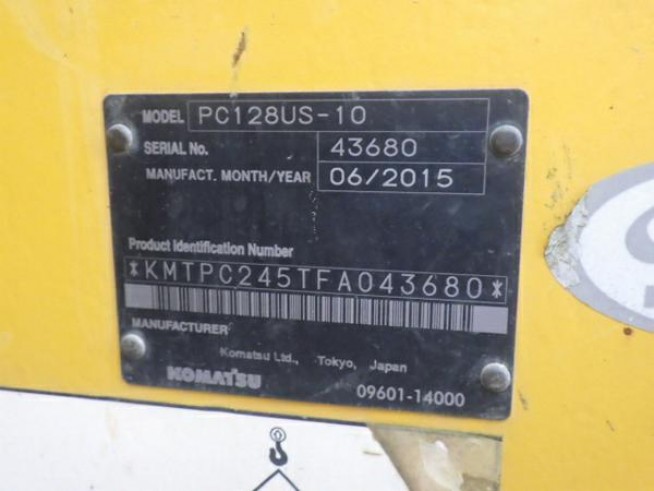 MODEL PC128US-10
SERIAL No. 43680
MANUFACT. MONTH/YEAR 06/2015
Product Identification Number
*KMTPC245TFA043680*
MANUFACTURER
Komatsu Ltd., Tokyo, Japan
KOMATSU
09601-14000